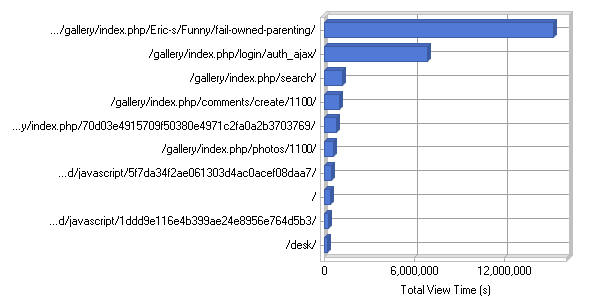 .../gallery/index.php/Eric-s/Funny/fail-owned-parenting/
/gallery/index.php/login/auth_ajax/
/gallery/index.php/search/
/gallery/index.php/comments/create/1100/
...y/index.php/70d03e4915709f50380e4971c2fa0a2b3703769/
/gallery/index.php/photos/1100/
...d/javascript/5f7da34f2ae061303d4ac0acef08daa7/
/
...d/javascript/1ddd9e116e4b399ae24e8956e764d5b3/
/desk/
0 6,000,000 12,000,000
Total View Time (s)